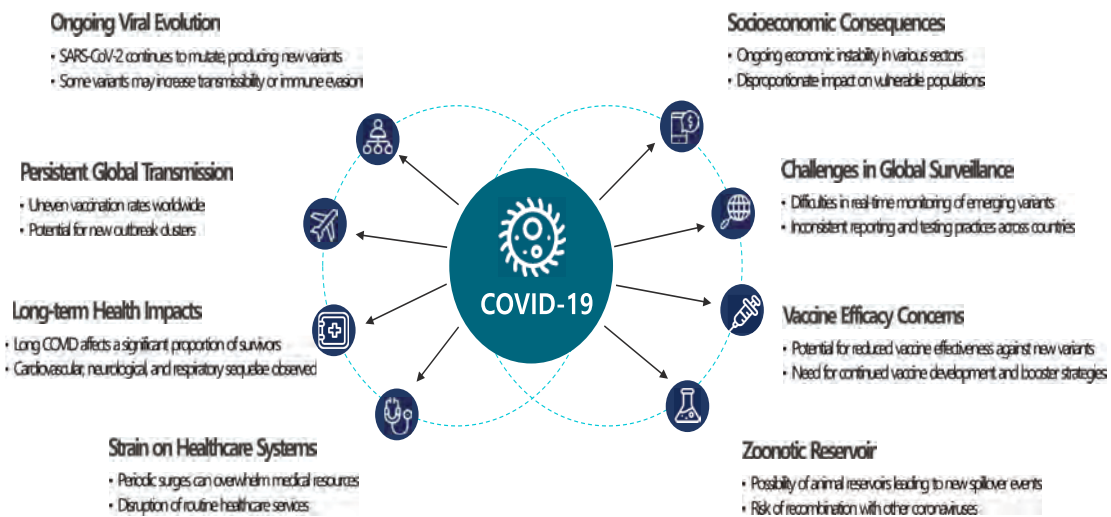 Ongoing Viral Evolution
• SARS-CoV-2 continues to mutate, producing new variants
• Some variants may increase transmissibility or immune evasion
Persistent Global Transmission
• Uneven vaccination rates worldwide
• Potential for new outbreak clusters
Long-term Health Impacts
• Long COVID affects a significant proportion of survivors
• Cardiovascular, neurological, and respiratory sequelae observed
Strain on Healthcare Systems
• Periodic surges can overwhelm medical resources
• Disruption of routine healthcare services
COVID-19
Socioeconomic Consequences
• Ongoing economic instability in various sectors
• Disproportionate impact on vulnerable populations
Challenges in Global Surveillance
• Difficulties in real-time monitoring of emerging variants
• Inconsistent reporting and testing practices across countries
Vaccine Efficacy Concerns
• Potential for reduced vaccine effectiveness against new variants
• Need for continued vaccine development and booster strategies
Zoonotic Reservoir
• Possibility of animal reservoirs leading to new spillover events
• Risk of recombination with other coronaviruses